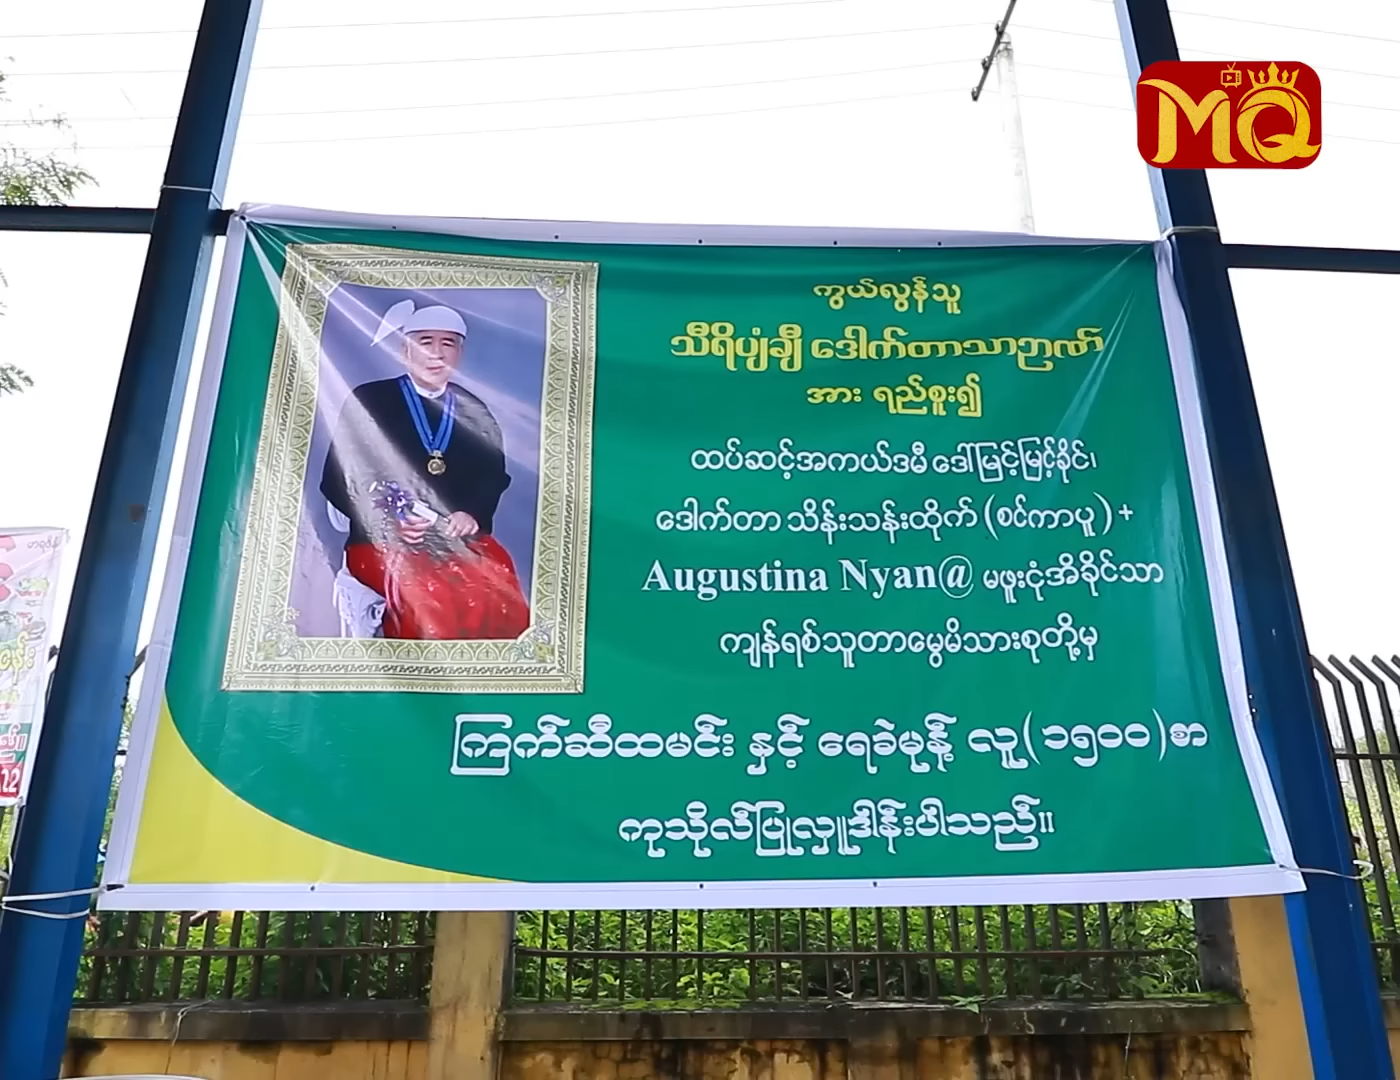 MQ
ကွယ်လွန်သူ
သီရိပျံချီ ဒေါက်တာသာဉာဏ်
အား ရည်စူး၍
ထပ်ဆင့်အကယ်ဒမီ ဒေါ်မြင့်မြင့်ခိုင်၊
ဒေါက်တာ သိန်းသန်းထိုက် (စင်ကာပူ) +
Augustina Nyan@ မဖူးငုံအိခိုင်သာ
ကျန်ရစ်သူတာမွေမိသားစုတို့မှ
ကြက်ဆီထမင်း နှင့် ရေခဲမုန့် လူ(၁၅၀၀)စာ
ကုသိုလ်ပြုလှူဒါန်းပါသည်။